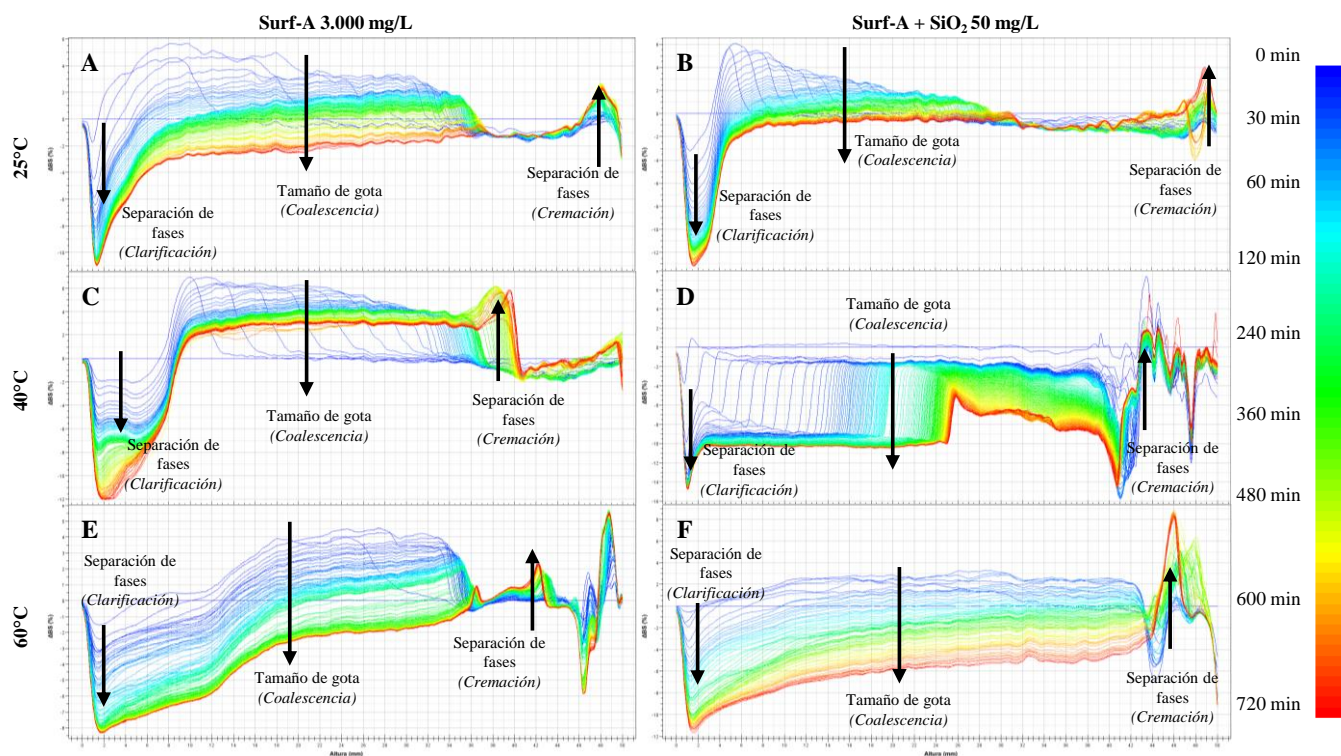 Surf-A 3.000 mg/L
Surf-A + SiO₂ 50 mg/L
25°C
A
Separación de
fases
(Clarificación)
Tamaño de gota
(Coalescencia)
Separación de
fases
(Cremación)
B
Separación de
fases
(Clarificación)
Tamaño de gota
(Coalescencia)
Separación de
fases
(Cremación)
40°C
C
Separación de
fases
(Clarificación)
Tamaño de gota
(Coalescencia)
Separación de
fases
(Cremación)
D
Tamaño de gota
(Coalescencia)
Separación de
fases
(Clarificación)
Separación de
fases
(Cremación)
60°C
E
Separación de
fases
(Clarificación)
Tamaño de gota
(Coalescencia)
Separación de
fases
(Cremación)
Altura (mm)
F
Separación de
fases
(Clarificación)
Tamaño de gota
(Coalescencia)
Separación de
fases
(Cremación)
Altura (mm)
0 min
30 min
60 min
120 min
240 min
360 min
480 min
600 min
720 min